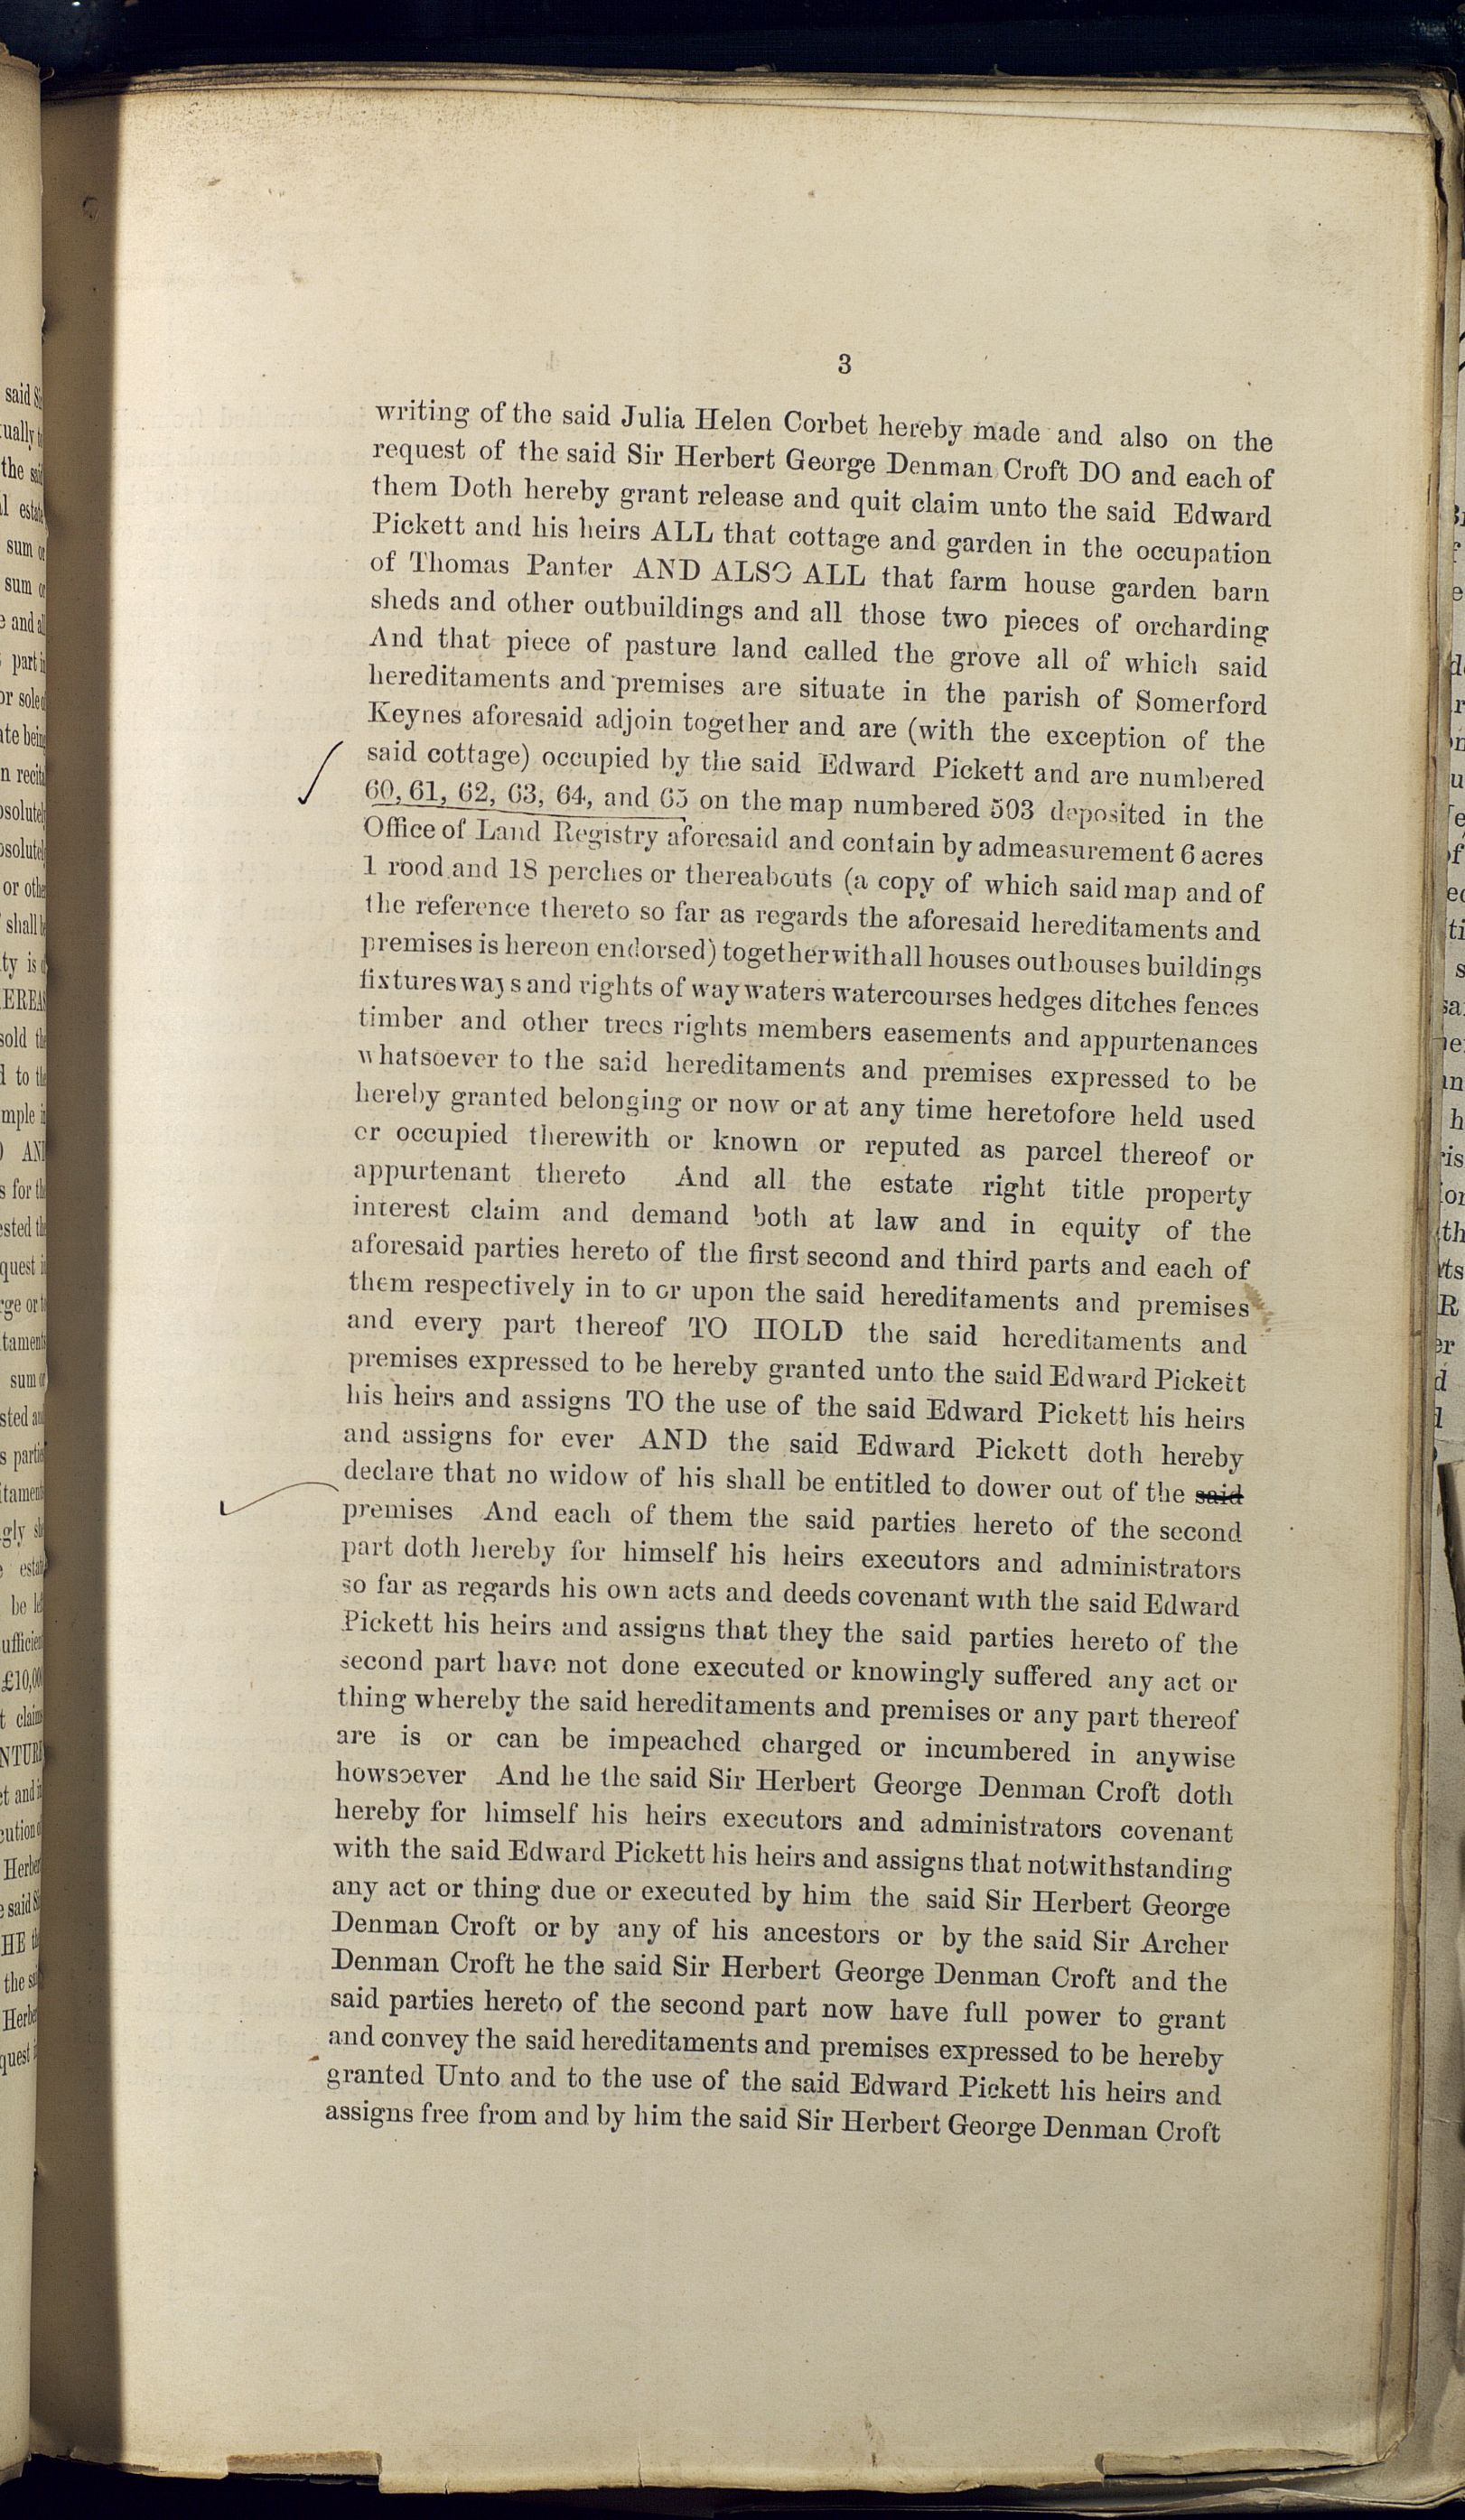 3
writing of the said Julia Helen Corbet hereby made and also on the
request of the said Sir Herbert George Denman Croft DO and each of
them Doth hereby grant release and quit claim unto the said Edward
Pickett and his heirs ALL that cottage and garden in the occupation
of Thomas Panter AND ALSO ALL that farm house garden barn
sheds and other outbuildings and all those two pieces of orcharding
And that piece of pasture land called the grove all of which said
hereditaments and premises are situate in the parish of Somerford
Keynes aforesaid adjoin together and are (with the exception of the
said cottage) occupied by the said Edward Pickett and are numbered
60, 61, 62, 63, 64, and 65 on the map numbered 503 deposited in the
Office of Land Registry aforesaid and contain by admeasurement 6 acres
1 rood and 18 perches or thereabouts (a copy of which said map and of
the reference thereto so far as regards the aforesaid hereditaments and
premises is hereon endorsed) together with all houses outhouses buildings
fixtures ways and rights of way waters watercourses hedges ditches fences
timber and other trees rights members easements and appurtenances
whatsoever to the said hereditaments and premises expressed to be
hereby granted belonging or now or at any time heretofore held used
or occupied therewith or known or reputed as parcel thereof or
appurtenant thereto And all the estate right title property
interest claim and demand both at law and in equity of the
aforesaid parties hereto of the first second and third parts and each of
them respectively in to or upon the said hereditaments and premises
and every part thereof TO HOLD the said hereditaments and
premises expressed to be hereby granted unto the said Edward Pickett
his heirs and assigns TO the use of the said Edward Pickett his heirs
and assigns for ever AND the said Edward Pickett doth hereby
declare that no widow of his shall be entitled to dower out of the said
premises And each of them the said parties hereto of the second
part doth hereby for himself his heirs executors and administrators
so far as regards his own acts and deeds covenant with the said Edward
Pickett his heirs and assigns that they the said parties hereto of the
second part have not done executed or knowingly suffered any act or
thing whereby the said hereditaments and premises or any part thereof
are is or can be impeached charged or incumbered in anywise
howsoever And he the said Sir Herbert George Denman Croft doth
hereby for himself his heirs executors and administrators covenant
with the said Edward Pickett his heirs and assigns that notwithstanding
any act or thing due or executed by him the said Sir Herbert George
Denman Croft or by any of his ancestors or by the said Sir Archer
Denman Croft he the said Sir Herbert George Denman Croft and the
said parties hereto of the second part now have full power to grant
and convey the said hereditaments and premises expressed to be hereby
granted Unto and to the use of the said Edward Pickett his heirs and
assigns free from and by him the said Sir Herbert George Denman Croft